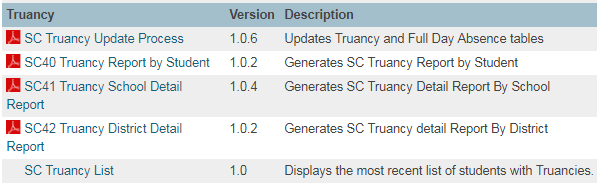 Truancy Version Description
SC Truancy Update Process 1.0.6 Updates Truancy and Full Day Absence tables
SC40 Truancy Report by Student 1.0.2 Generates SC Truancy Report by Student
SC41 Truancy School Detail 1.0.4 Generates SC Truancy Detail Report By School
Report
SC42 Truancy District Detail 1.0.2 Generates SC Truancy detail Report By District
Report
SC Truancy List 1.0 Displays the most recent list of students with Truancies.